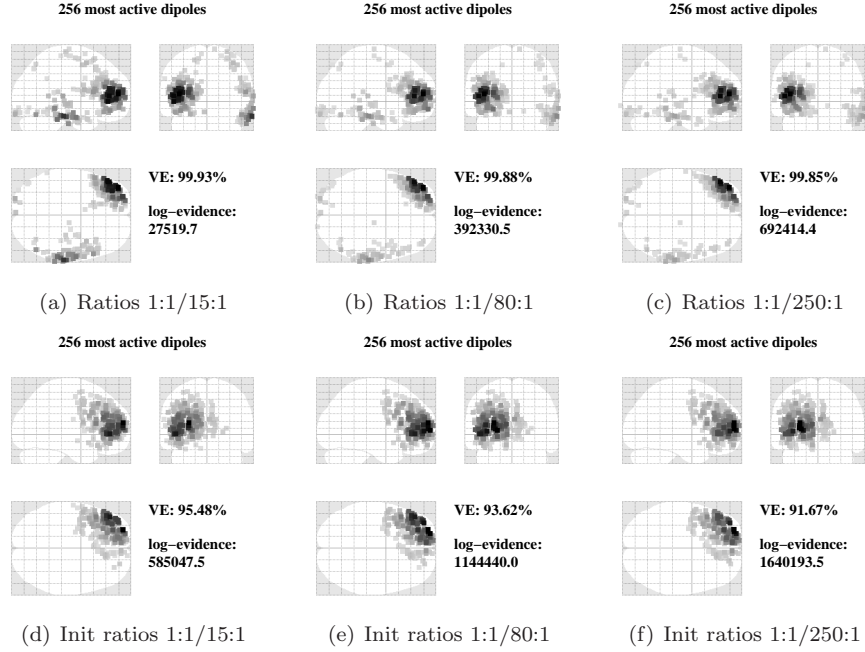 256 most active dipoles
256 most active dipoles
256 most active dipoles
VE: 99.93%
log−evidence:
27519.7
VE: 99.88%
log−evidence:
392330.5
VE: 99.85%
log−evidence:
692414.4
(a) Ratios 1:1/15:1
(b) Ratios 1:1/80:1
(c) Ratios 1:1/250:1
256 most active dipoles
256 most active dipoles
256 most active dipoles
VE: 95.48%
log−evidence:
585047.5
VE: 93.62%
log−evidence:
1144440.0
VE: 91.67%
log−evidence:
1640193.5
(d) Init ratios 1:1/15:1
(e) Init ratios 1:1/80:1
(f) Init ratios 1:1/250:1